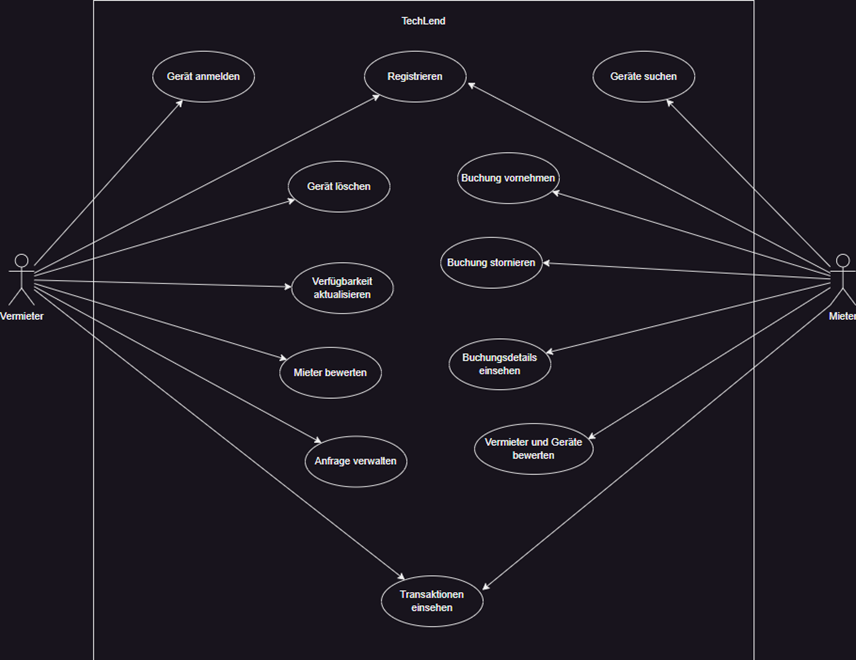 TechLend
Gerät anmelden
Registrieren
Geräte suchen
Gerät löschen
Buchung vornehmen
Buchung stornieren
Verfügbarkeit
aktualisieren
Vermieter
Mieter
Buchungsdetails
einsehen
Mieter bewerten
Vermieter und Geräte
bewerten
Anfrage verwalten
Transaktionen
einsehen